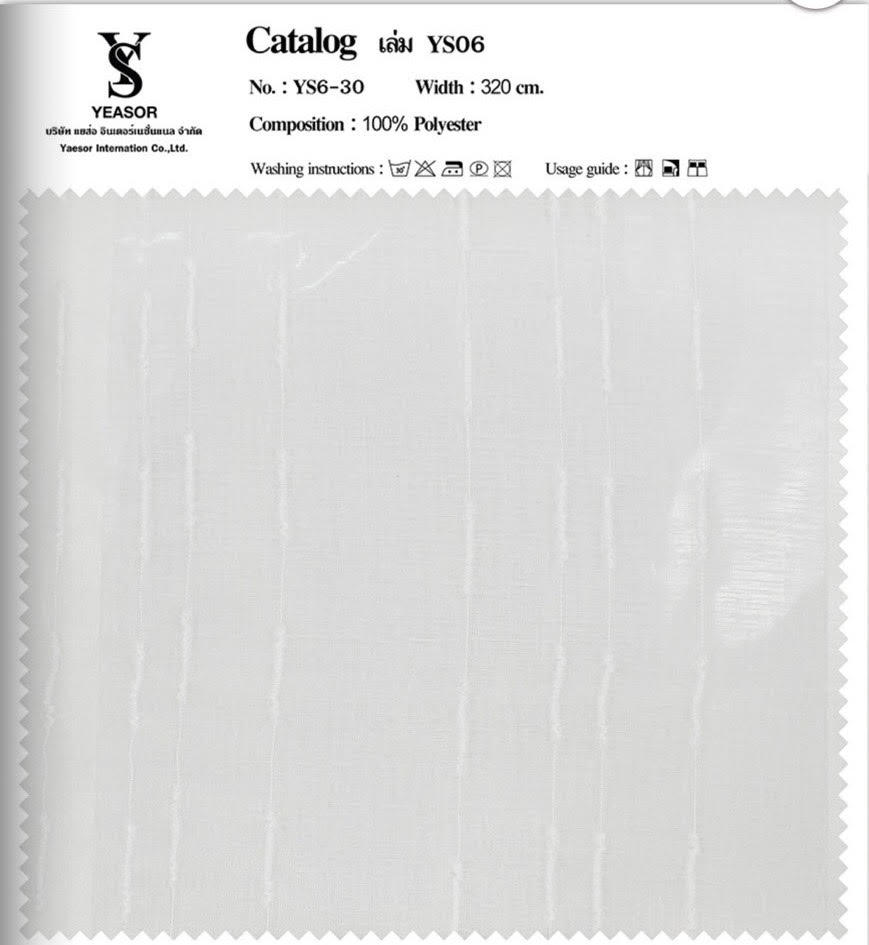 YS
YEASOR
บริษัท แยส่อ อินเตอร์เนชั่นแนล จำกัด
Yaesor Internation Co.,Ltd.
Catalog เล่ม YS06
No. : YS6-30 Width : 320 cm.
Composition : 100% Polyester
Washing instructions : 30° P Usage guide :